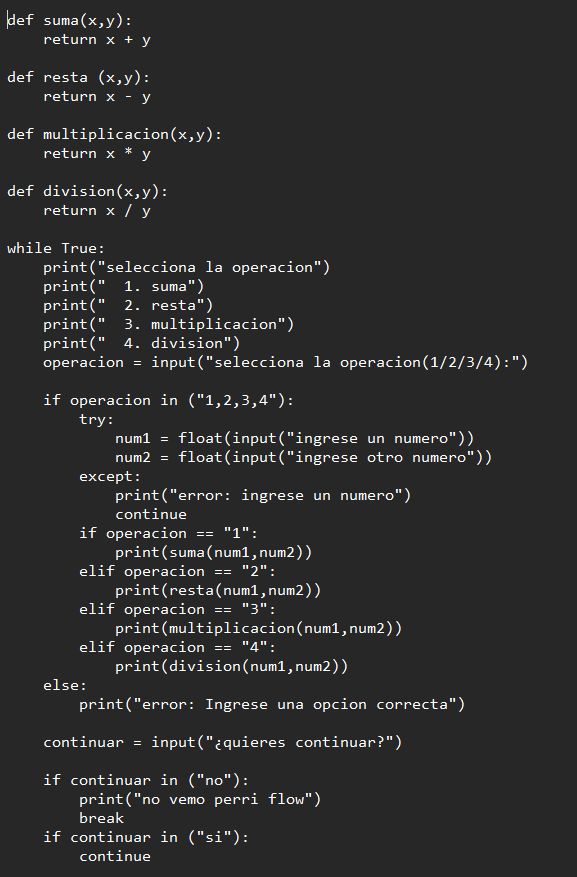 def suma(x,y):
    return x + y

def resta (x,y):
    return x - y

def multiplicacion(x,y):
    return x * y

def division(x,y):
    return x / y

while True:
    print("selecciona la operacion")
    print("  1. suma")
    print("  2. resta")
    print("  3. multiplicacion")
    print("  4. division")
    operacion = input("selecciona la operacion(1/2/3/4):")

    if operacion in ("1,2,3,4"):
        try:
            num1 = float(input("ingrese un numero"))
            num2 = float(input("ingrese otro numero"))
        except:
            print("error: ingrese un numero")
            continue
        if operacion == "1":
            print(suma(num1,num2))
        elif operacion == "2":
            print(resta(num1,num2))
        elif operacion == "3":
            print(multiplicacion(num1,num2))
        elif operacion == "4":
            print(division(num1,num2))
    else:
        print("error: Ingrese una opcion correcta")

    continuar = input("¿quieres continuar?")

    if continuar in ("no"):
        print("no vemo perri flow")
        break
    if continuar in ("si"):
        continue